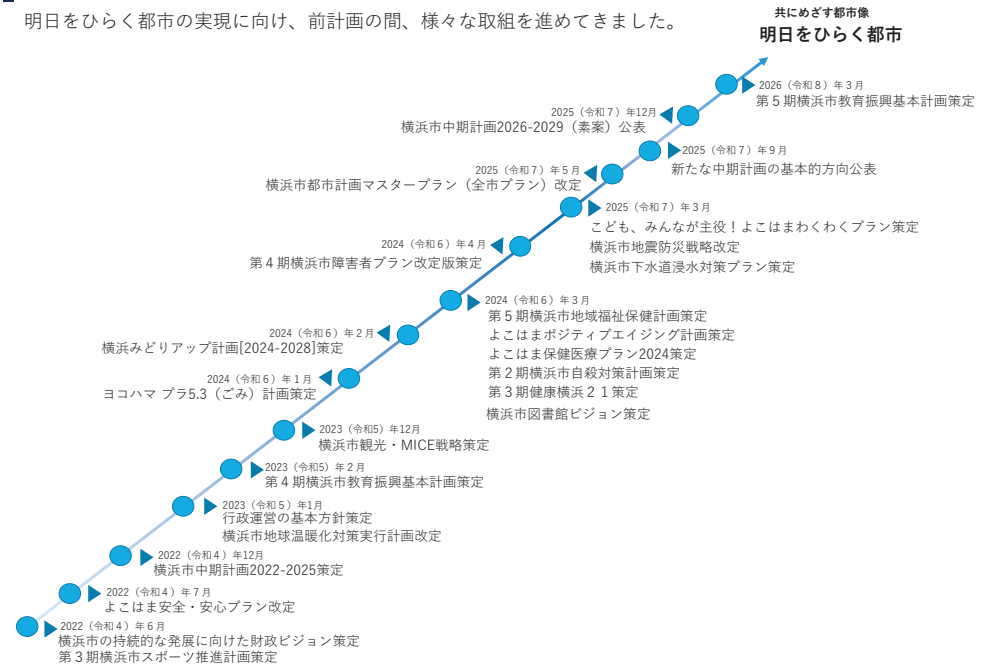 明日をひらく都市の実現に向け、前計画の間、様々な取組を進めてきました。
共にめざす都市像
明日をひらく都市
2026（令和８）年３月
第５期横浜市教育振興基本計画策定
2025（令和７）年12月
横浜市中期計画2026-2029（素案）公表
2025（令和７）年９月
新たな中期計画の基本的方向公表
2025（令和７）年５月
横浜市都市計画マスタープラン（全市プラン）改定
2025（令和７）年３月
こども、みんなが主役！よこはまわくわくプラン策定
横浜市地震防災戦略改定
横浜市下水道浸水対策プラン策定
2024（令和６）年４月
第４期横浜市障害者プラン改定版策定
2024（令和６）年３月
第５期横浜市地域福祉保健計画策定
よこはまポジティブエイジング計画策定
よこはま保健医療プラン2024策定
第２期横浜市自殺対策計画策定
第３期健康横浜２１策定
横浜市図書館ビジョン策定
2024（令和６）年２月
横浜みどりアップ計画[2024-2028]策定
2024（令和６）年１月
ヨコハマ プラ5.3（ごみ）計画策定
2023（令和5）年12月
横浜市観光・MICE戦略策定
2023（令和5）年２月
第４期横浜市教育振興基本計画策定
2023（令和５）年1月
行政運営の基本方針策定
横浜市地球温暖化対策実行計画改定
2022（令和４）年12月
横浜市中期計画2022-2025策定
2022（令和４）年７月
よこはま安全・安心プラン改定
2022（令和４）年６月
横浜市の持続的な発展に向けた財政ビジョン策定
第３期横浜市スポーツ推進計画策定